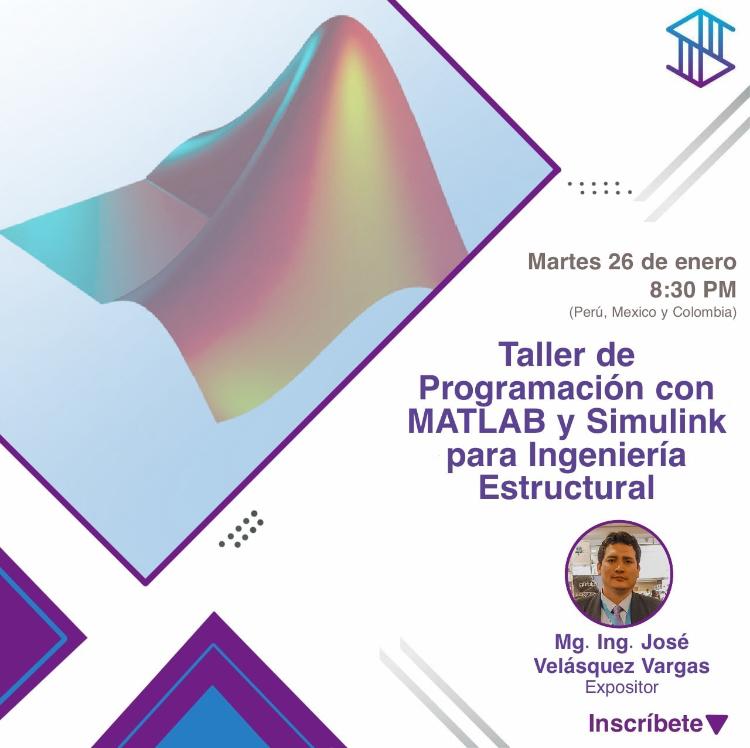 Martes 26 de enero
8:30 PM
(Perú, Mexico y Colombia)
Taller de
Programación con
MATLAB y Simulink
para Ingeniería
Estructural
Mg. Ing. José
Velásquez Vargas
Expositor
Inscríbete